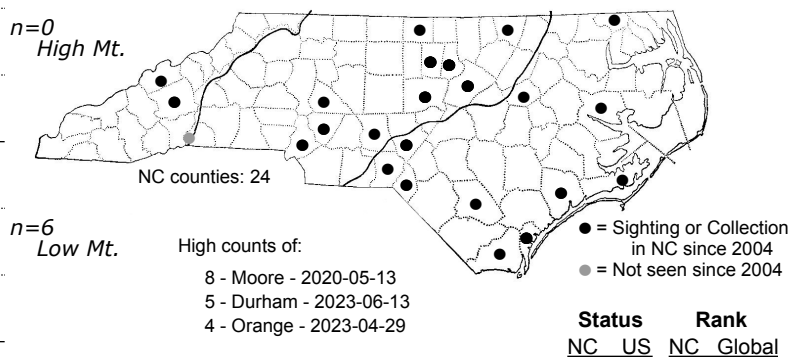 n=0
High Mt.
NC counties: 24
n=6
Low Mt.
High counts of:
8 - Moore - 2020-05-13
5 - Durham - 2023-06-13
4 - Orange - 2023-04-29
= Sighting or Collection
in NC since 2004
= Not seen since 2004
Status Rank
NC US NC Global